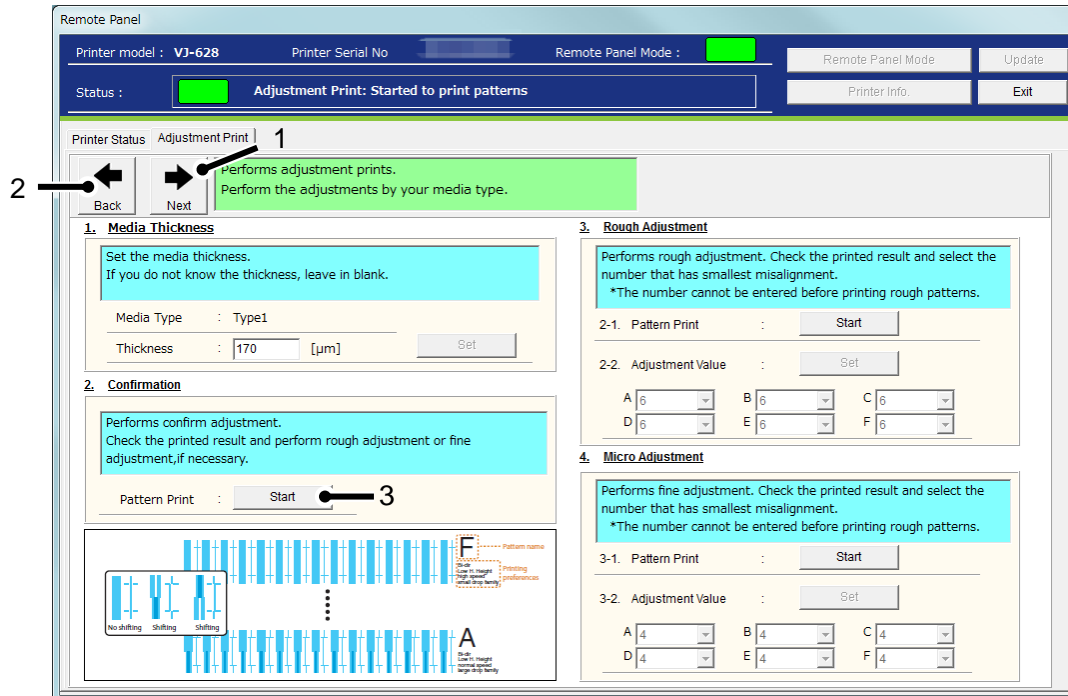 Remote Panel
Printer model : VJ-628 Printer Serial No Remote Panel Mode :
Remote Panel Mode Update
Status : Adjustment Print: Started to print patterns
Printer Info. Exit
Printer Status Adjustment Print
1
2
Back Next
Performs adjustment prints.
Perform the adjustments by your media type.
1. Media Thickness
Set the media thickness.
If you do not know the thickness, leave in blank.
Media Type : Type1
Thickness : 170 [μm] Set
2. Confirmation
Performs confirm adjustment.
Check the printed result and perform rough adjustment or fine
adjustment,if necessary.
Pattern Print : Start
3
F
Pattern name
Bi-dir
Low H. Height
high speed
small drop family
Printing
preferences
No shifting Shifting Shifting
A
Bi-dir
Low H. Height
normal speed
large drop family
3. Rough Adjustment
Performs rough adjustment. Check the printed result and select the
number that has smallest misalignment.
*The number cannot be entered before printing rough patterns.
2-1. Pattern Print : Start
2-2. Adjustment Value : Set
A 6 B 6 C 6
D 6 E 6 F 6
4. Micro Adjustment
Performs fine adjustment. Check the printed result and select the
number that has smallest misalignment.
*The number cannot be entered before printing rough patterns.
3-1. Pattern Print : Start
3-2. Adjustment Value : Set
A 4 B 4 C 4
D 4 E 4 F 4